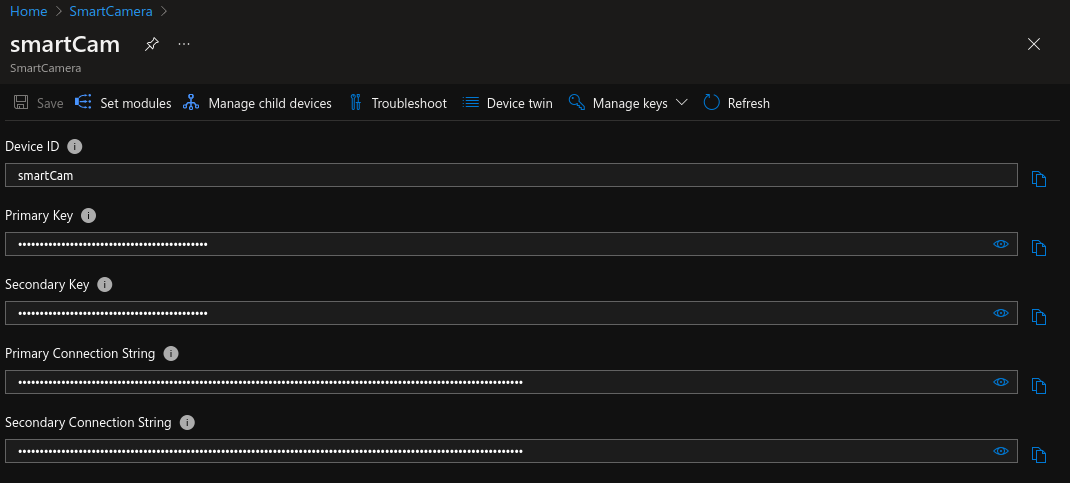 Home > SmartCamera >
smartCam ...
SmartCamera
Save Set modules Manage child devices Troubleshoot Device twin Manage keys Refresh
Device ID
smartCam
Primary Key
Secondary Key
Primary Connection String
Secondary Connection String